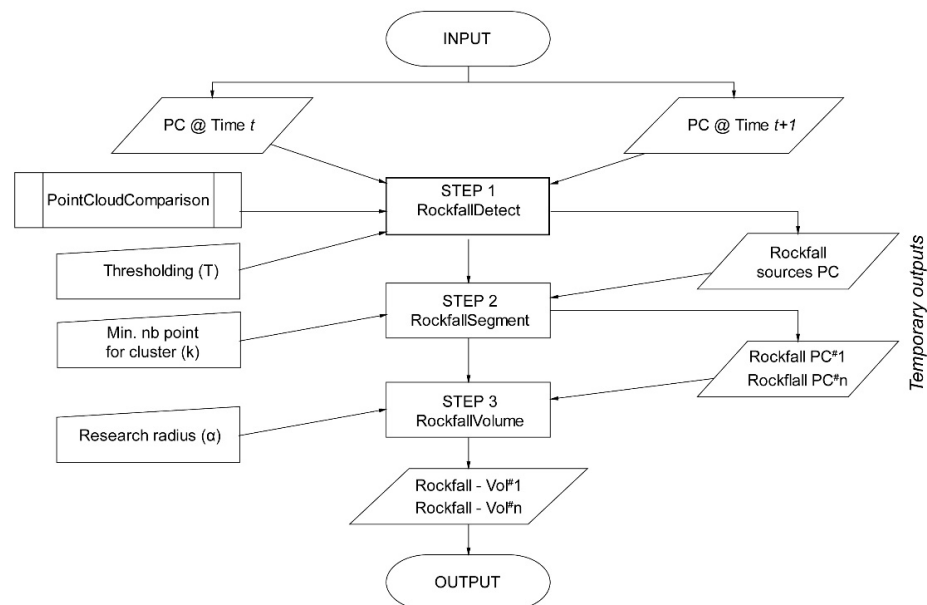 INPUT
PC @ Time t
PC @ Time t+1
PointCloudComparison
STEP 1
RockfallDetect
Thresholding (T)
Rockfall
sources PC
Temporary outputs
STEP 2
RockfallSegment
Min. nb point
for cluster (k)
Rockfall PC#1
Rockflall PC#n
STEP 3
RockfallVolume
Research radius (α)
Rockfall - Vol#1
Rockfall - Vol#n
OUTPUT